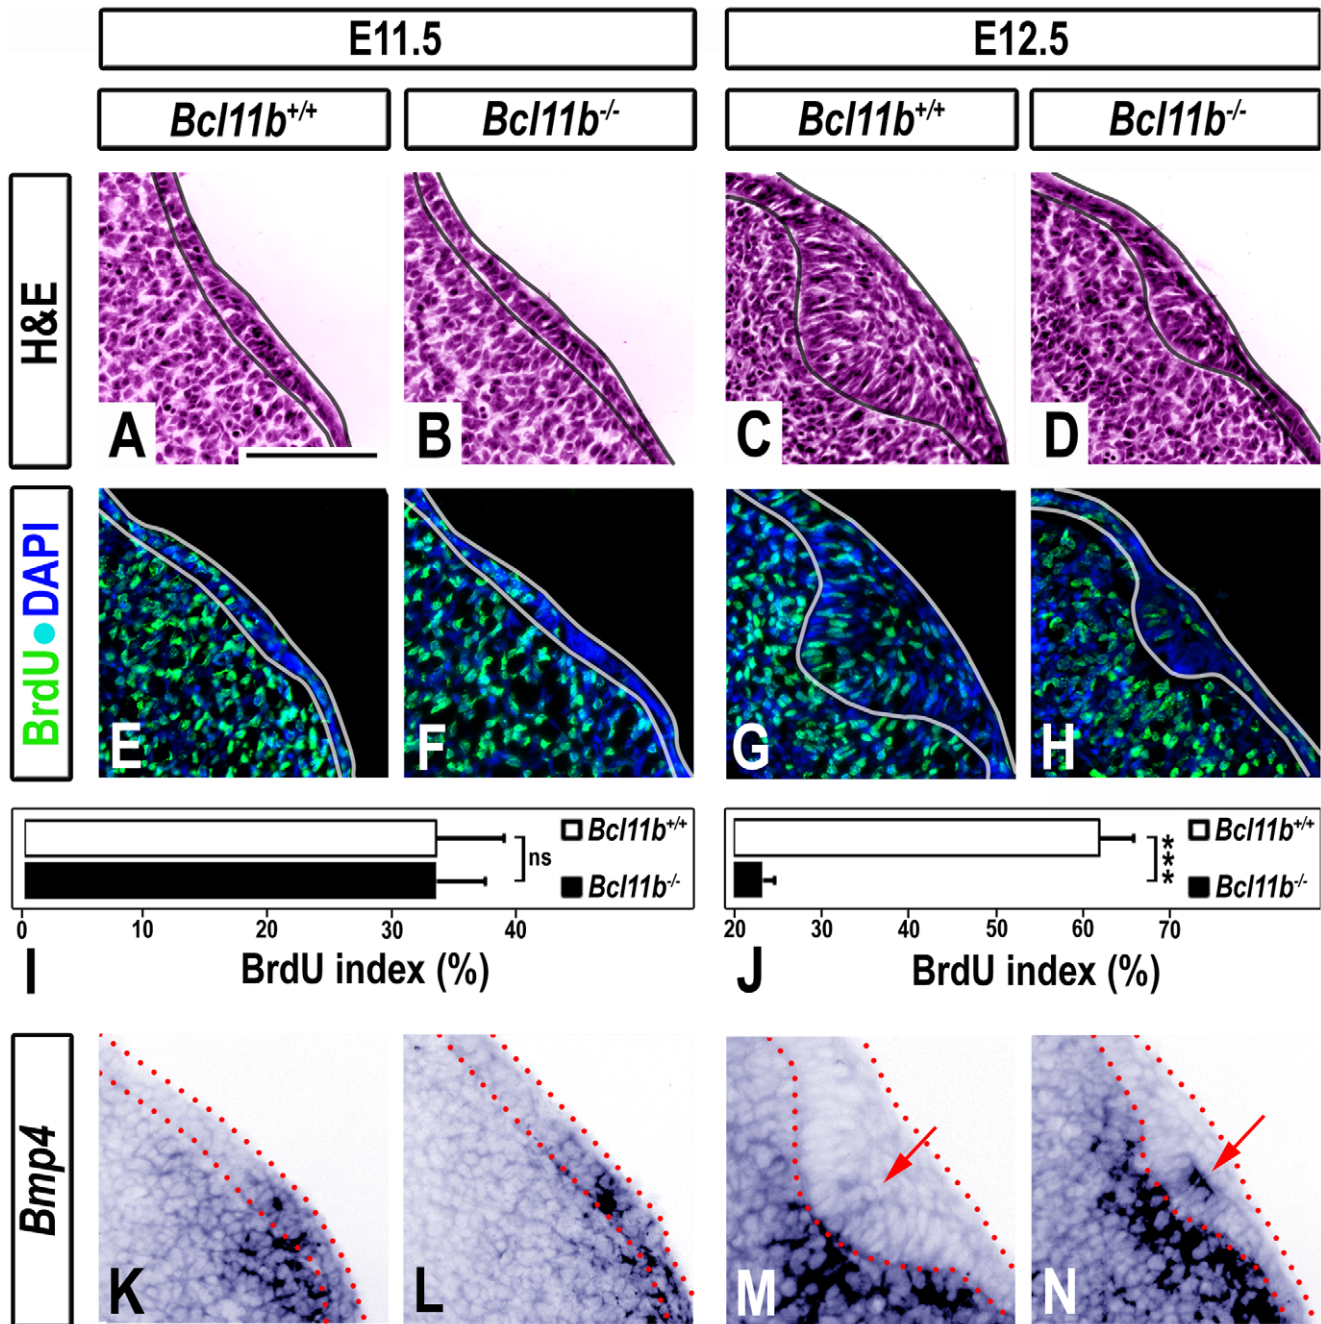 E11.5
E12.5
Bcl11b+/+
Bcl11b-/-
Bcl11b+/+
Bcl11b-/-
H&E
A
B
C
D
BrdU●DAPI
E
F
G
H
Bcl11b+/+
ns
Bcl11b-/-
0 10 20 30 40
I
BrdU index (%)
Bcl11b+/+
***
Bcl11b-/-
20 30 40 50 60 70
J
BrdU index (%)
Bmp4
K
L
M
N